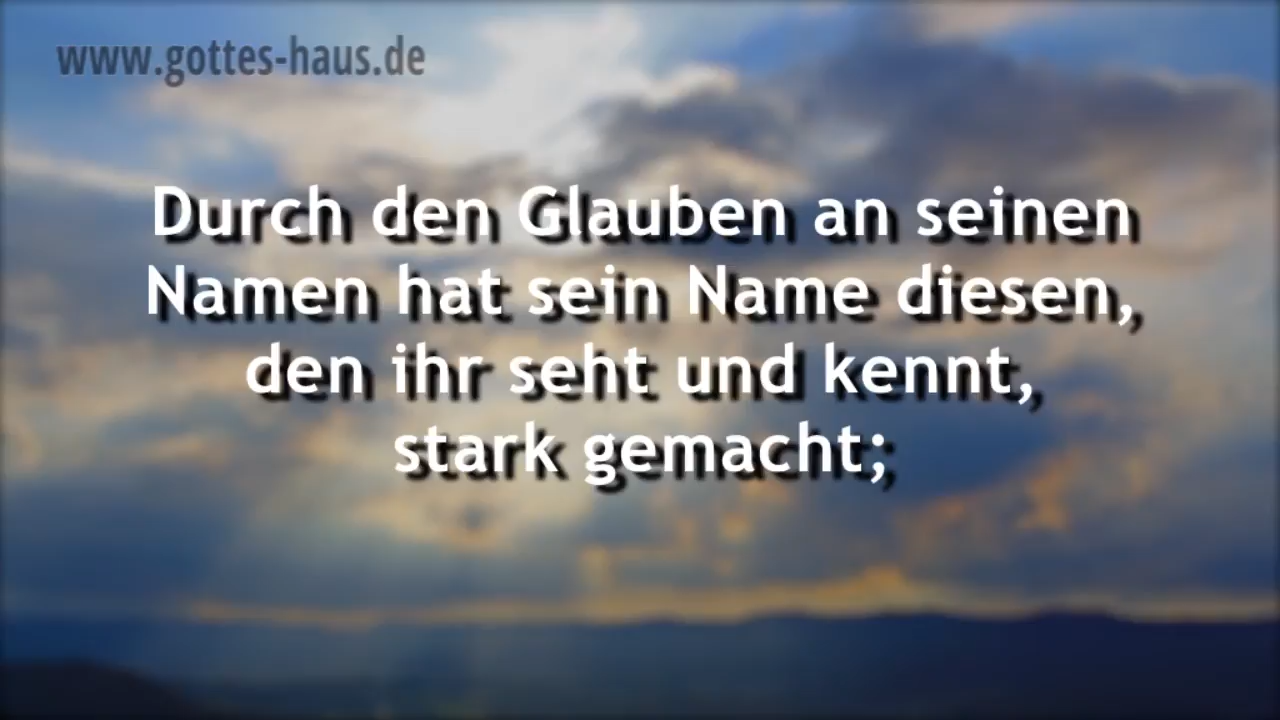 www.gottes-haus.de
Durch den Glauben an seinen
Namen hat sein Name diesen,
den ihr seht und kennt,
stark gemacht;